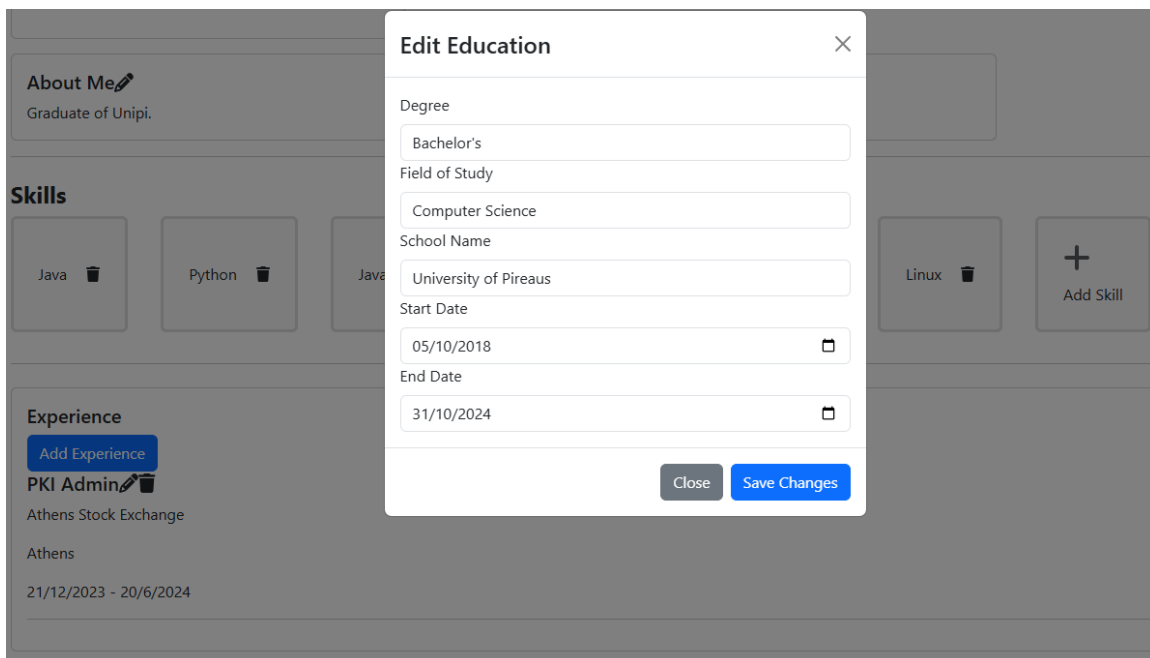 Edit Education
Degree
Bachelor's
Field of Study
Computer Science
School Name
University of Pireaus
Start Date
05/10/2018
End Date
31/10/2024
Close Save Changes
About Me
Graduate of Unipi.
Skills
Java Python Java Linux Add Skill
Experience
Add Experience
PKI Admin
Athens Stock Exchange
Athens
21/12/2023 - 20/6/2024